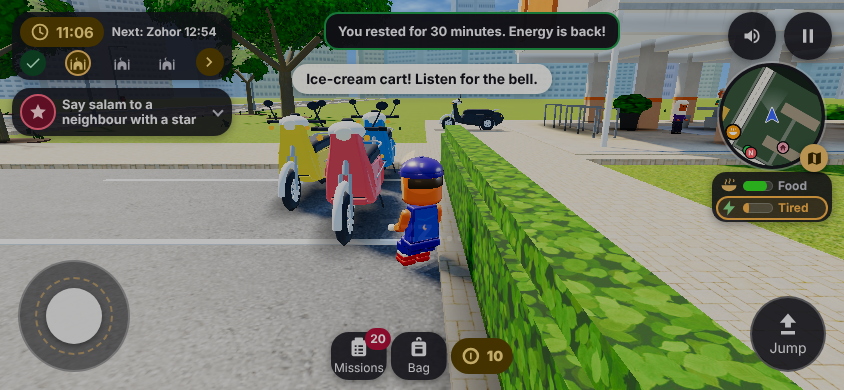 11:06
Next: Zohor 12:54
You rested for 30 minutes. Energy is back!
Ice-cream cart! Listen for the bell.
Say salam to a
neighbour with a star
N
Food
Tired
20
Missions
Bag
10
Jump